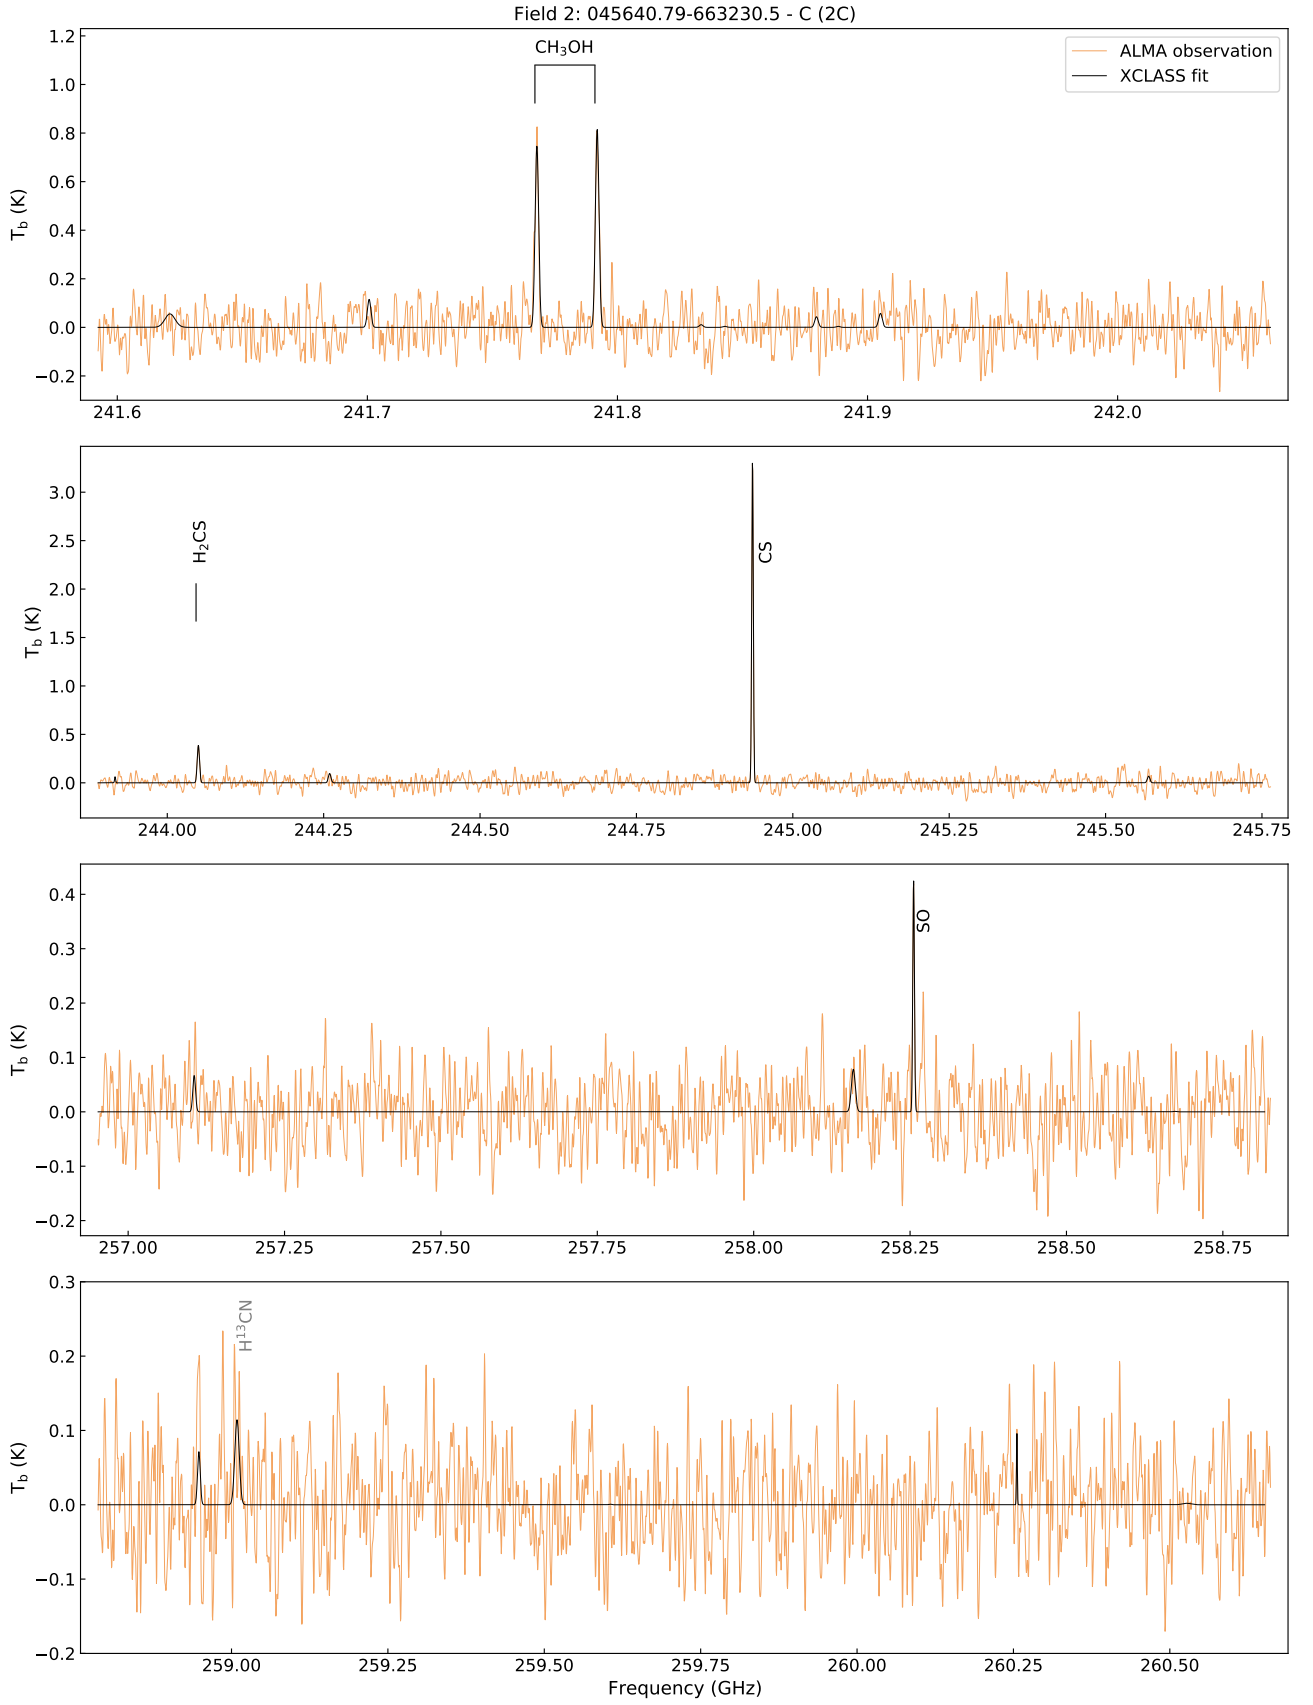 Field 2: 045640.79-663230.5 - C (2C)
CH₃OH
ALMA observation
XCLASS fit
T_b (K)
1.2
1.0
0.8
0.6
0.4
0.2
0.0
−0.2
241.6 241.7 241.8 241.9 242.0
H₂CS
CS
T_b (K)
3.0
2.5
2.0
1.5
1.0
0.5
0.0
244.00 244.25 244.50 244.75 245.00 245.25 245.50 245.75
SO
T_b (K)
0.4
0.3
0.2
0.1
0.0
−0.1
−0.2
257.00 257.25 257.50 257.75 258.00 258.25 258.50 258.75
H¹³CN
T_b (K)
0.3
0.2
0.1
0.0
−0.1
−0.2
259.00 259.25 259.50 259.75 260.00 260.25 260.50
Frequency (GHz)